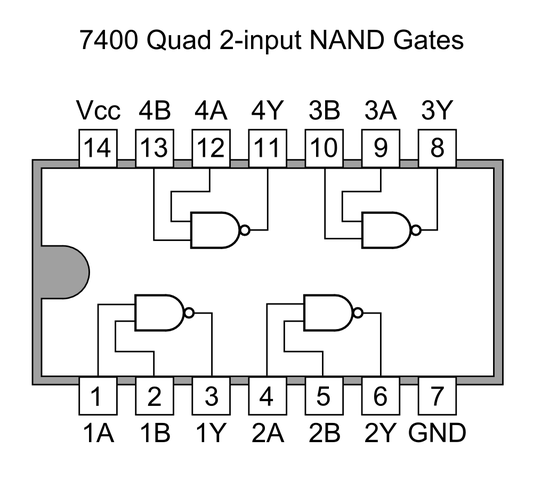 7400 Quad 2-input NAND Gates
Vcc 4B 4A 4Y 3B 3A 3Y
14 13 12 11 10 9 8
1 2 3 4 5 6 7
1A 1B 1Y 2A 2B 2Y GND